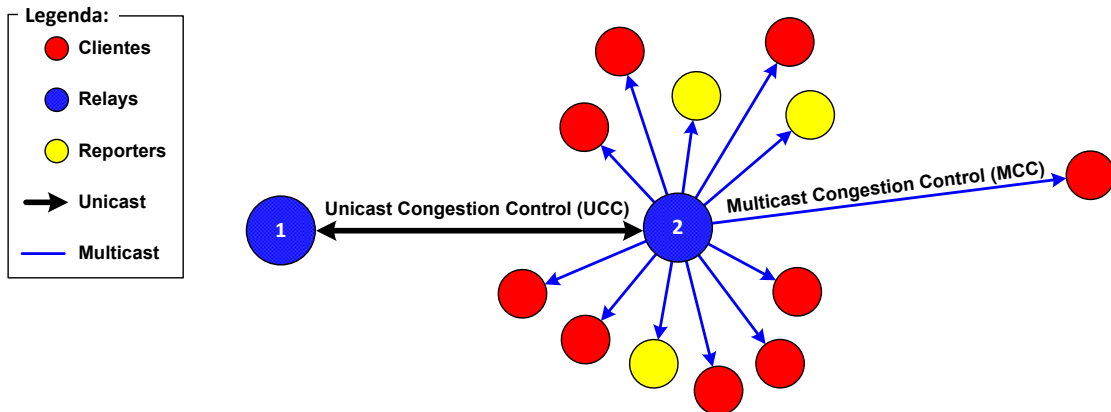 Legenda:
Clientes
Relays
Reporters
Unicast
Multicast
1
Unicast Congestion Control (UCC)
2
Multicast Congestion Control (MCC)